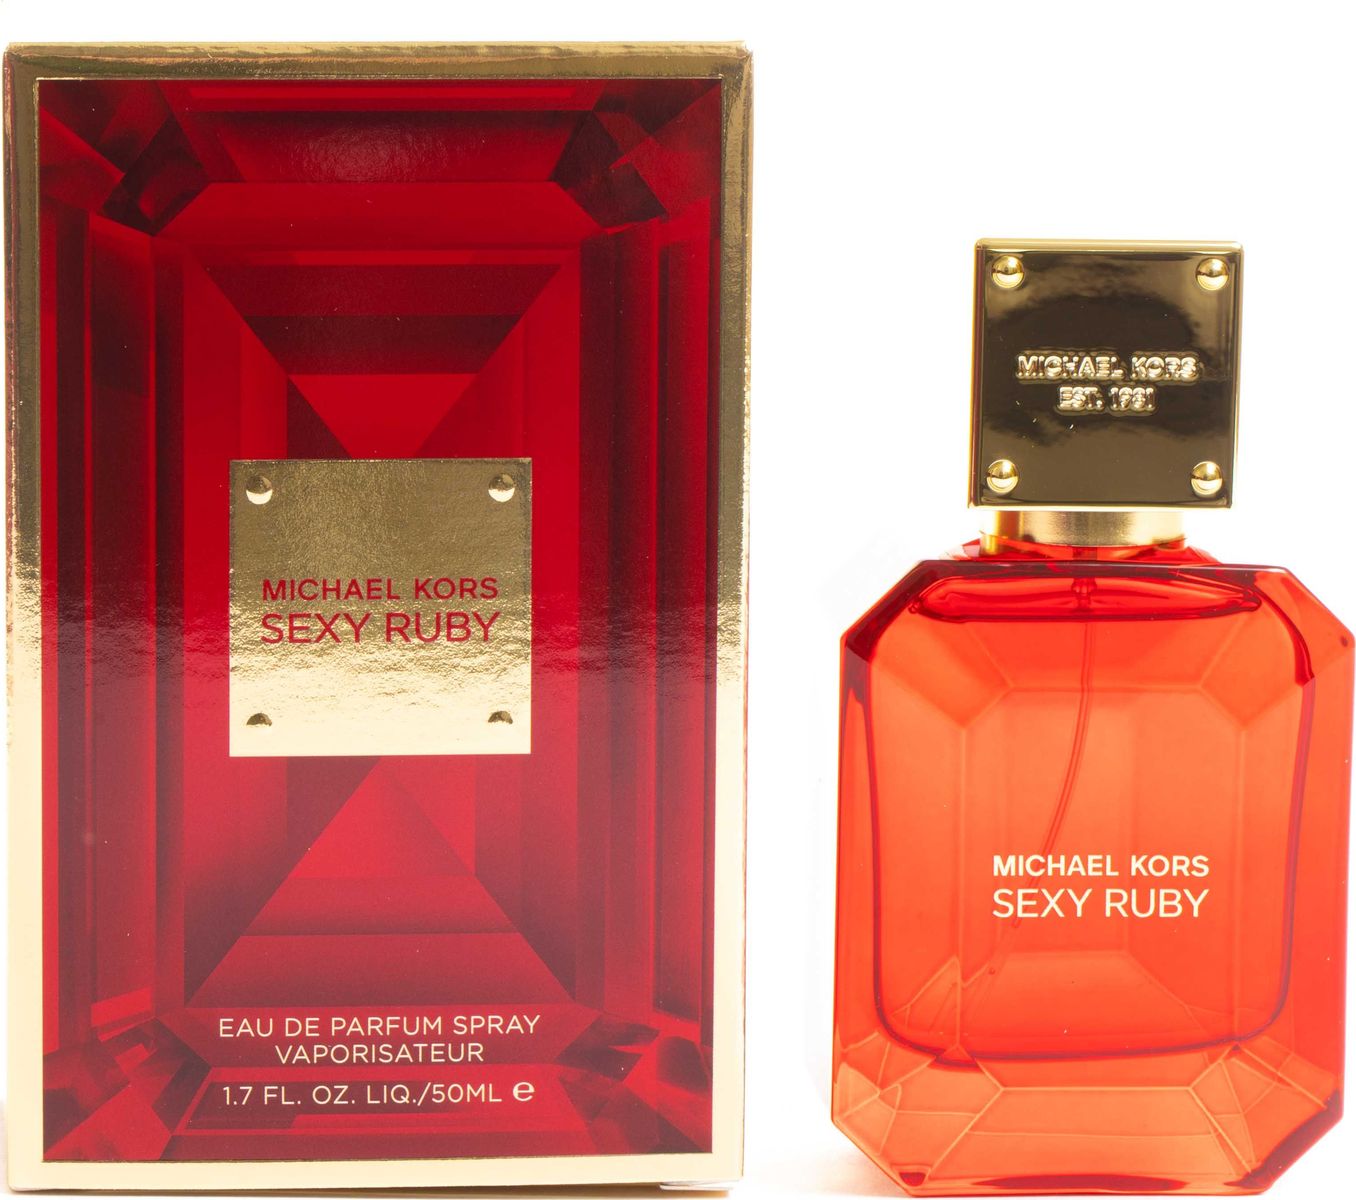 MICHAEL KORS
SEXY RUBY
EAU DE PARFUM SPRAY
VAPORISATEUR
1.7 FL. OZ. LIQ./50ML ℮
MICHAEL KORS
EST. 1981
MICHAEL KORS
SEXY RUBY